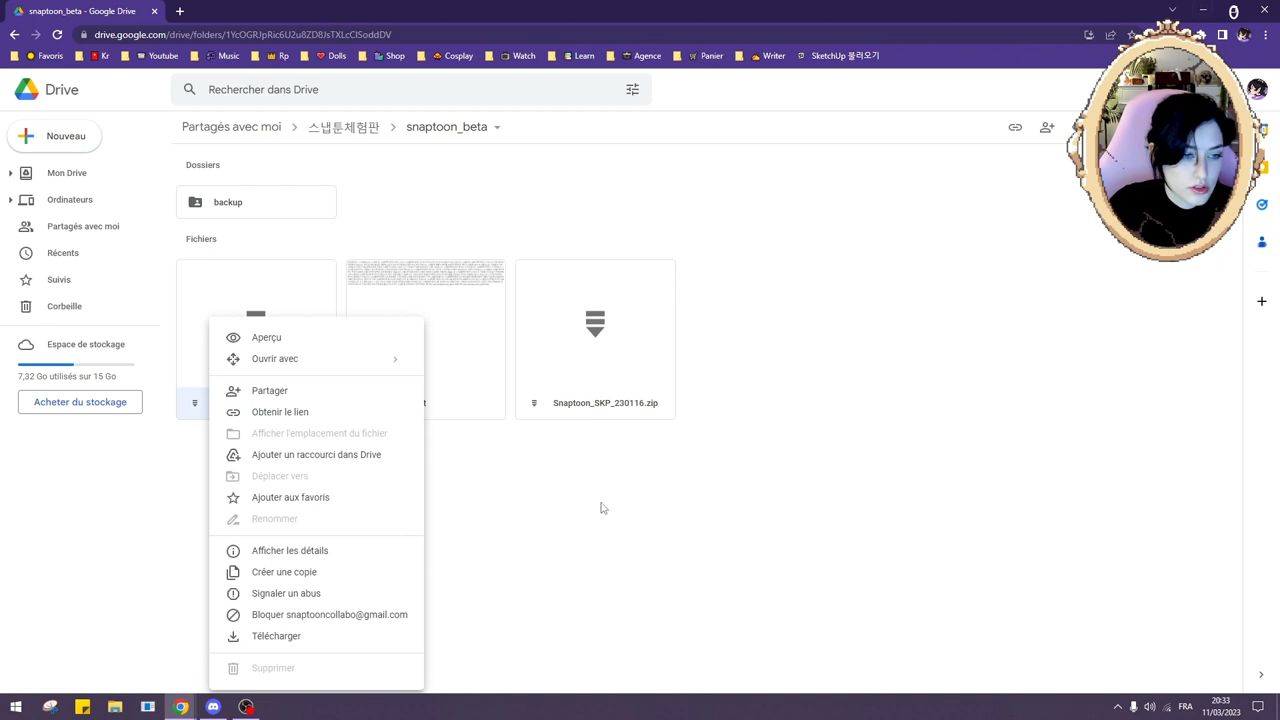 snaptoon_beta - Google Drive
drive.google.com/drive/folders/1YcOGRJpRic6U2u8ZD8JsTXLcCISoddDV
Favoris Kr Watch Music Rp Dolls Shop Learn Auction Panier Writer SketchUp 불러오기
Drive
Rechercher dans Drive
Nouveau
Partagés avec moi > 스냅툰체험판 > snaptoon_beta
Mon Drive
Ordinateurs
Partagés avec moi
Récents
Suivis
Corbeille
Espace de stockage
7,32 Go utilisés sur 15 Go
Acheter du stockage
Dossiers
backup
Fichiers
Snaptoon_SKP_230116.zip
Aperçu
Ouvrir avec
Partager
Obtenir le lien
Afficher l'emplacement du fichier
Ajouter un raccourci dans Drive
Déplacer vers
Ajouter aux favoris
Renommer
Afficher les détails
Créer une copie
Signaler un abus
Bloquer snaptooncollabo@gmail.com
Télécharger
Supprimer
FRA
20:33
11/03/2023